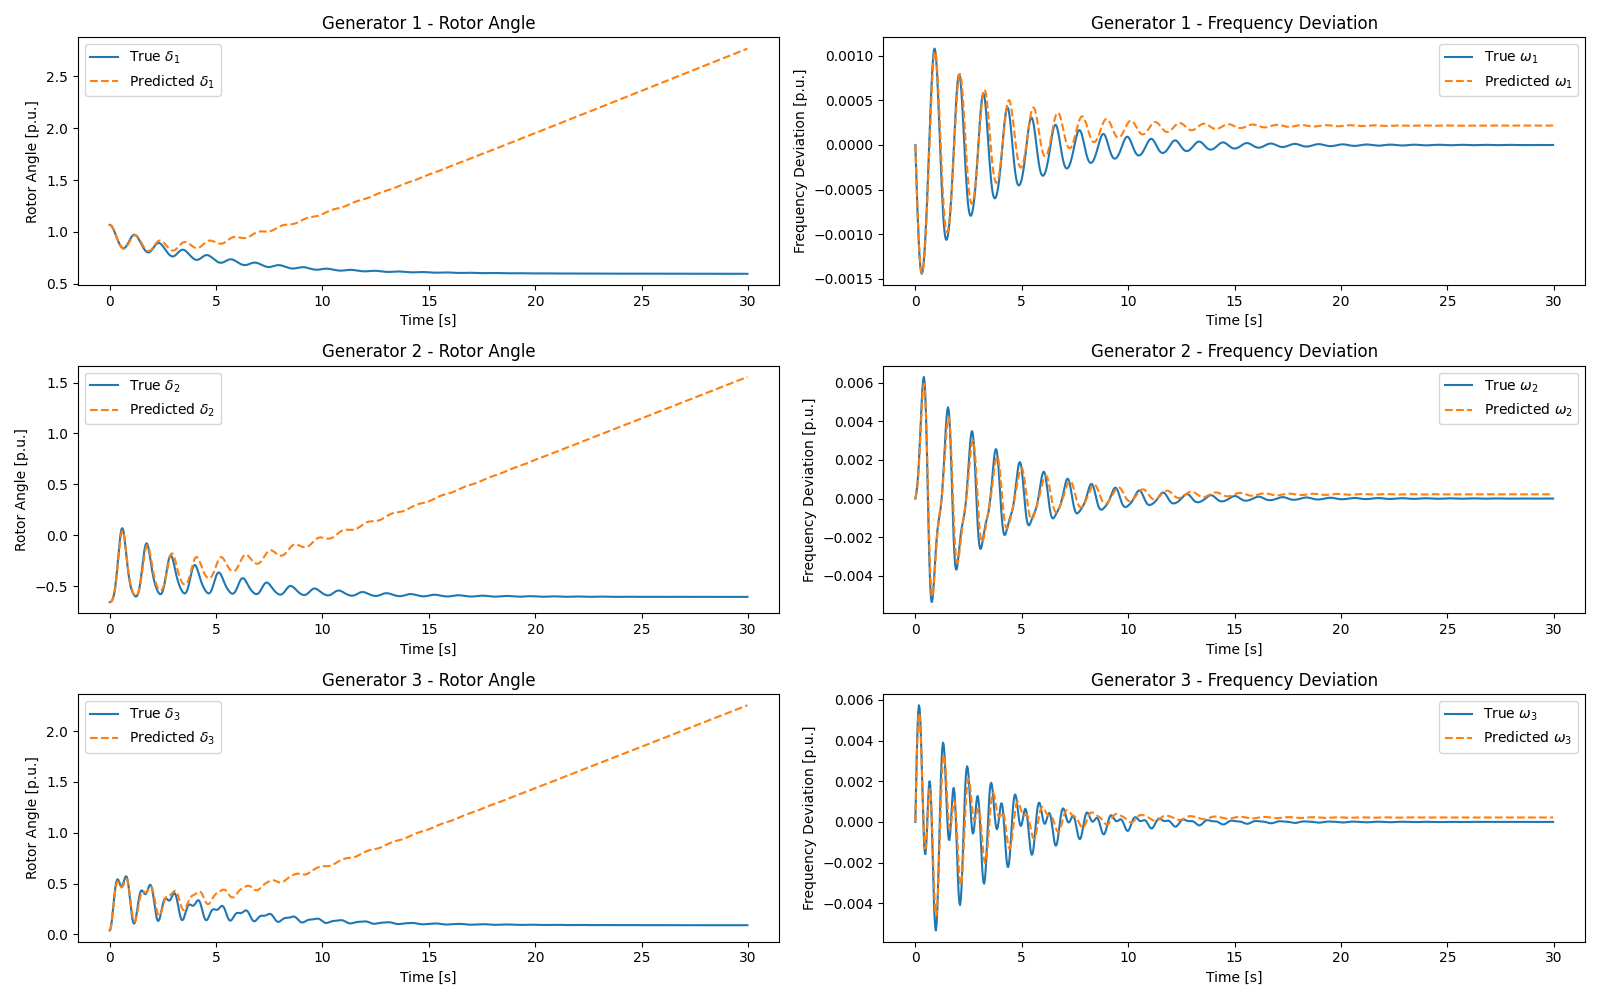 Generator 1 - Rotor Angle
True δ1
Predicted δ1
Rotor Angle [p.u.]
2.5
2.0
1.5
1.0
0.5
0 5 10 15 20 25 30
Time [s]
Generator 1 - Frequency Deviation
True ω1
Predicted ω1
Frequency Deviation [p.u.]
0.0010
0.0005
0.0000
−0.0005
−0.0010
−0.0015
0 5 10 15 20 25 30
Time [s]
Generator 2 - Rotor Angle
True δ2
Predicted δ2
Rotor Angle [p.u.]
1.5
1.0
0.5
0.0
−0.5
0 5 10 15 20 25 30
Time [s]
Generator 2 - Frequency Deviation
True ω2
Predicted ω2
Frequency Deviation [p.u.]
0.006
0.004
0.002
0.000
−0.002
−0.004
0 5 10 15 20 25 30
Time [s]
Generator 3 - Rotor Angle
True δ3
Predicted δ3
Rotor Angle [p.u.]
2.0
1.5
1.0
0.5
0.0
0 5 10 15 20 25 30
Time [s]
Generator 3 - Frequency Deviation
True ω3
Predicted ω3
Frequency Deviation [p.u.]
0.006
0.004
0.002
0.000
−0.002
−0.004
0 5 10 15 20 25 30
Time [s]